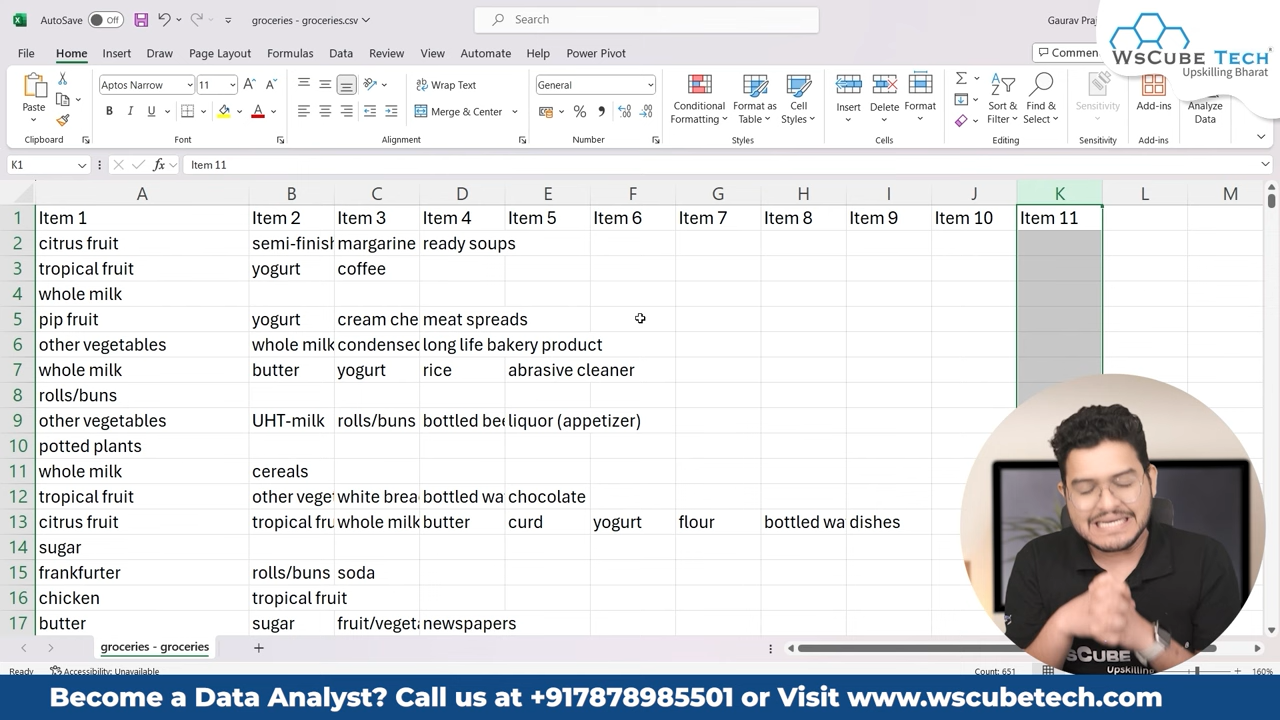 AutoSave Off groceries - groceries.csv Search Gaurav Praj
File Home Insert Draw Page Layout Formulas Data Review View Automate Help Power Pivot
WsCube Tech
Upskilling Bharat
Paste Aptos Narrow 11 Wrap Text General Conditional Formatting Format as Table Cell Styles Insert Delete Format Sort & Filter Find & Select Sensitivity Add-ins Analyze Data
B I U Merge & Center
Clipboard Font Alignment Number Styles Cells Editing Sensitivity Add-ins
K1 fx Item 11
A B C D E F G H I J K L M
1 Item 1 Item 2 Item 3 Item 4 Item 5 Item 6 Item 7 Item 8 Item 9 Item 10 Item 11
2 citrus fruit semi-finish margarine ready soups
3 tropical fruit yogurt coffee
4 whole milk
5 pip fruit yogurt cream che meat spreads
6 other vegetables whole milk condensed long life bakery product
7 whole milk butter yogurt rice abrasive cleaner
8 rolls/buns
9 other vegetables UHT-milk rolls/buns bottled bee liquor (appetizer)
10 potted plants
11 whole milk cereals
12 tropical fruit other veget white brea bottled wa chocolate
13 citrus fruit tropical fru whole milk butter curd yogurt flour bottled wa dishes
14 sugar
15 frankfurter rolls/buns soda
16 chicken tropical fruit
17 butter sugar fruit/vegeta newspapers
groceries - groceries
Ready Accessibility: Unavailable Count: 651 160%
Become a Data Analyst? Call us at +917878985501 or Visit www.wscubetech.com